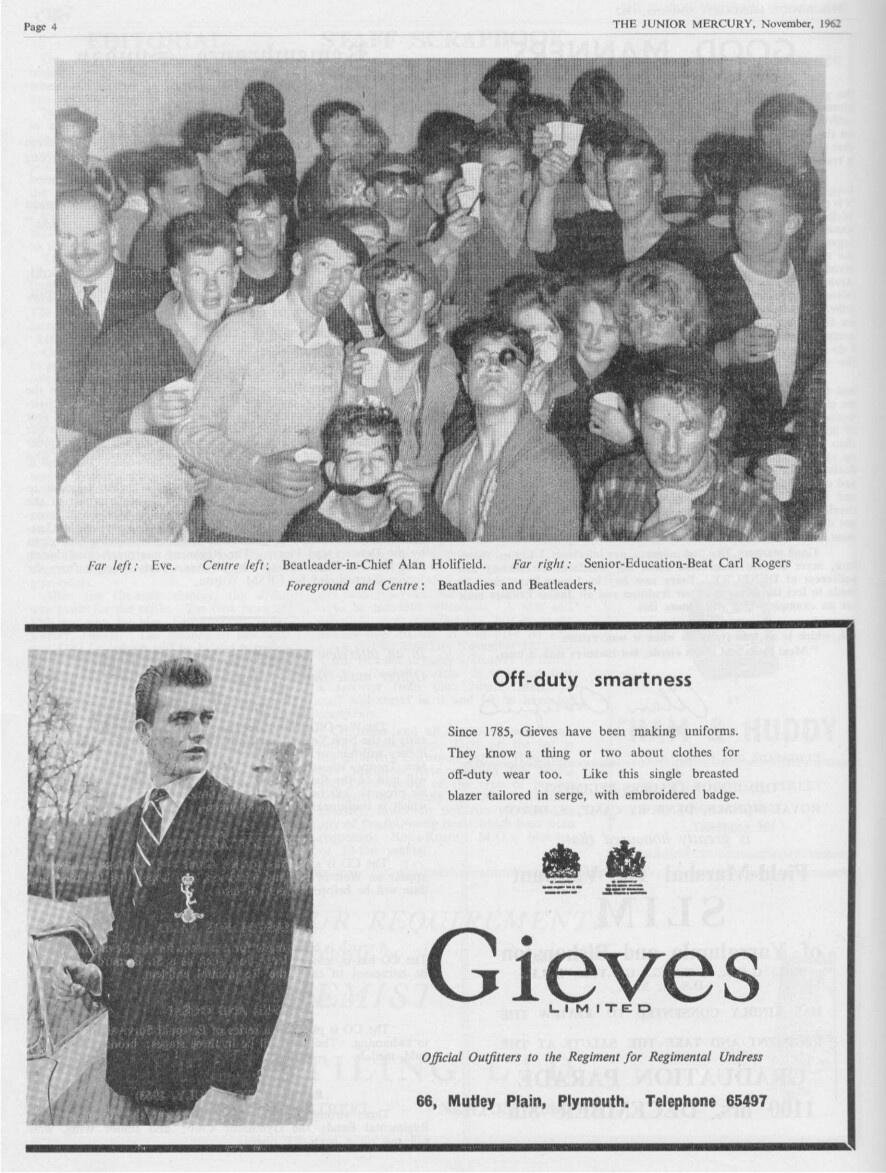 Page 4
THE JUNIOR MERCURY, November, 1962
Far left; Eve. Centre left; Beatleader-in-Chief Alan Holifield. Far right: Senior-Education-Beat Carl Rogers
Foreground and Centre: Beatladies and Beatleaders,
Off-duty smartness
Since 1785, Gieves have been making uniforms.
They know a thing or two about clothes for
off-duty wear too. Like this single breasted
blazer tailored in serge, with embroidered badge.
Gieves
LIMITED
Official Outfitters to the Regiment for Regimental Undress
66, Mutley Plain, Plymouth. Telephone 65497